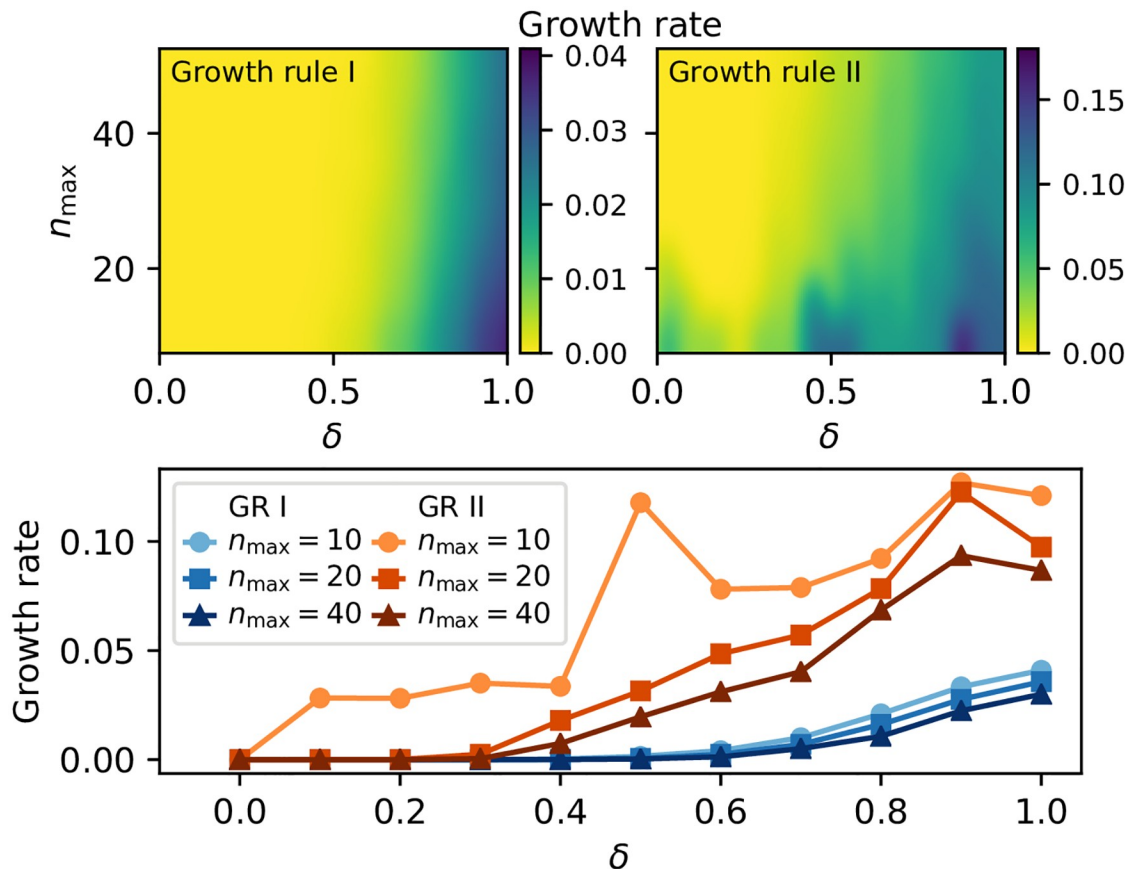 Growth rate
Growth rule I
Growth rule II
n_max
40
20
0.04
0.03
0.02
0.01
0.00
0.15
0.10
0.05
0.00
0.0 0.5 1.0
0.0 0.5 1.0
δ
δ
Growth rate
0.10
0.05
0.00
GR I GR II
n_max = 10 n_max = 10
n_max = 20 n_max = 20
n_max = 40 n_max = 40
0.0 0.2 0.4 0.6 0.8 1.0
δ